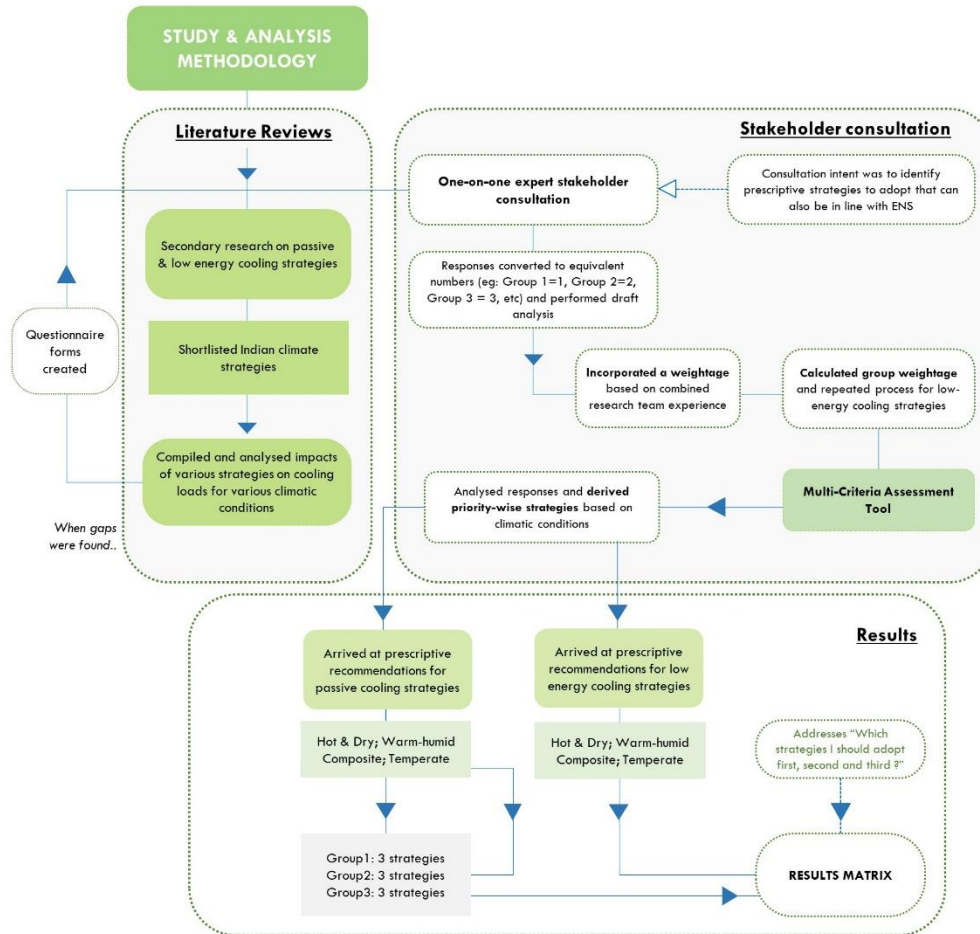 STUDY & ANALYSIS
METHODOLOGY
Literature Reviews
Secondary research on passive
& low energy cooling strategies
Shortlisted Indian climate
strategies
Compiled and analysed impacts
of various strategies on cooling
loads for various climatic
conditions
Questionnaire
forms
created
When gaps
were found..
Stakeholder consultation
One-on-one expert stakeholder
consultation
Consultation intent was to identify
prescriptive strategies to adopt that can
also be in line with ENS
Responses converted to equivalent
numbers (eg: Group 1=1, Group 2=2,
Group 3 = 3, etc) and performed draft
analysis
Incorporated a weightage
based on combined
research team experience
Calculated group weightage
and repeated process for low-
energy cooling strategies
Multi-Criteria Assessment
Tool
Analysed responses and derived
priority-wise strategies based on
climatic conditions
Results
Arrived at prescriptive
recommendations for
passive cooling strategies
Arrived at prescriptive
recommendations for low
energy cooling strategies
Hot & Dry; Warm-humid
Composite; Temperate
Hot & Dry; Warm-humid
Composite; Temperate
Addresses “Which
strategies I should adopt
first, second and third ?”
Group1: 3 strategies
Group2: 3 strategies
Group3: 3 strategies
RESULTS MATRIX